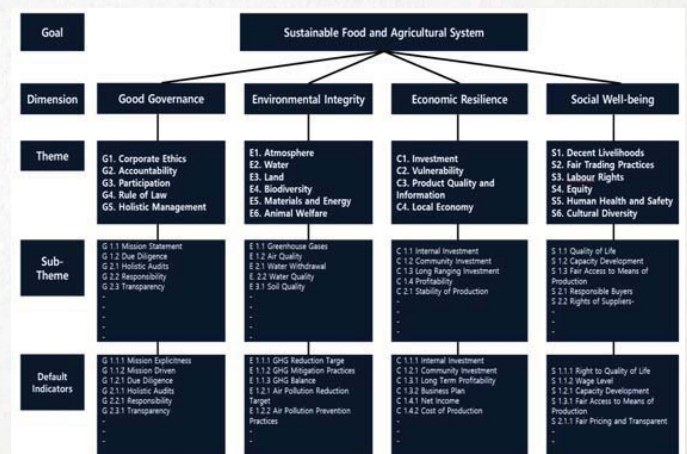 Goal
Sustainable Food and Agricultural System
Dimension
Good Governance
Environmental Integrity
Economic Resilience
Social Well-being
Theme
G1. Corporate Ethics
G2. Accountability
G3. Participation
G4. Rule of Law
G5. Holistic Management
E1. Atmosphere
E2. Water
E3. Land
E4. Biodiversity
E5. Materials and Energy
E6. Animal Welfare
C1. Investment
C2. Vulnerability
C3. Product Quality and
Information
C4. Local Economy
S1. Decent Livelihoods
S2. Fair Trading Practices
S3. Labour Rights
S4. Equity
S5. Human Health and Safety
S6. Cultural Diversity
Sub-
Theme
G 1.1 Mission Statement
G 1.2 Due Diligence
G 2.1 Holistic Audits
G 2.2 Responsibility
G 2.3 Transparency
-
-
-
-
E 1.1 Greenhouse Gases
E 1.2 Air Quality
E 2.1 Water Withdrawal
E. 2.2 Water Quality
E 3.1 Soil Quality
-
-
-
-
C 1.1 Internal Investment
C 1.2 Community Investment
C 1.3 Long Ranging Investment
C 1.4 Profitability
C 2.1 Stability of Production
-
-
-
-
S 1.1 Quality of Life
S 1.2 Capacity Development
S 1.3 Fair Access to Means of
Production
S 2.1 Responsible Buyers
S 2.2 Rights of Suppliers-
-
-
-
Default
Indicators
G 1.1.1 Mission Explicitness
G 1.1.2 Mission Driven
G 1.2.1 Due Diligence
G 2.1.1 Holistic Audits
G 2.2.1 Responsibility
G 2.3.1 Transparency
-
-
E 1.1.1 GHG Reduction Targe
E 1.1.2 GHG Mitigation Practices
E 1.1.3 GHG Balance
E 1.2.1 Air Pollution Reduction
Target
E 1.2.2 Air Pollution Prevention
Practices
-
-
C 1.1.1 Internal Investment
C 1.2.1 Community Investment
C 1.3.1 Long Term Profitability
C 1.3.2 Business Plan
C 1.4.1 Net Income
C 1.4.2 Cost of Production
-
-
S 1.1.1 Right to Quality of Life
S 1.1.2 Wage Level
S 1.2.1 Capacity Development
S 1.3.1 Fair Access to Means of
Production
S 2.1.1 Fair Pricing and Transparent
-
-